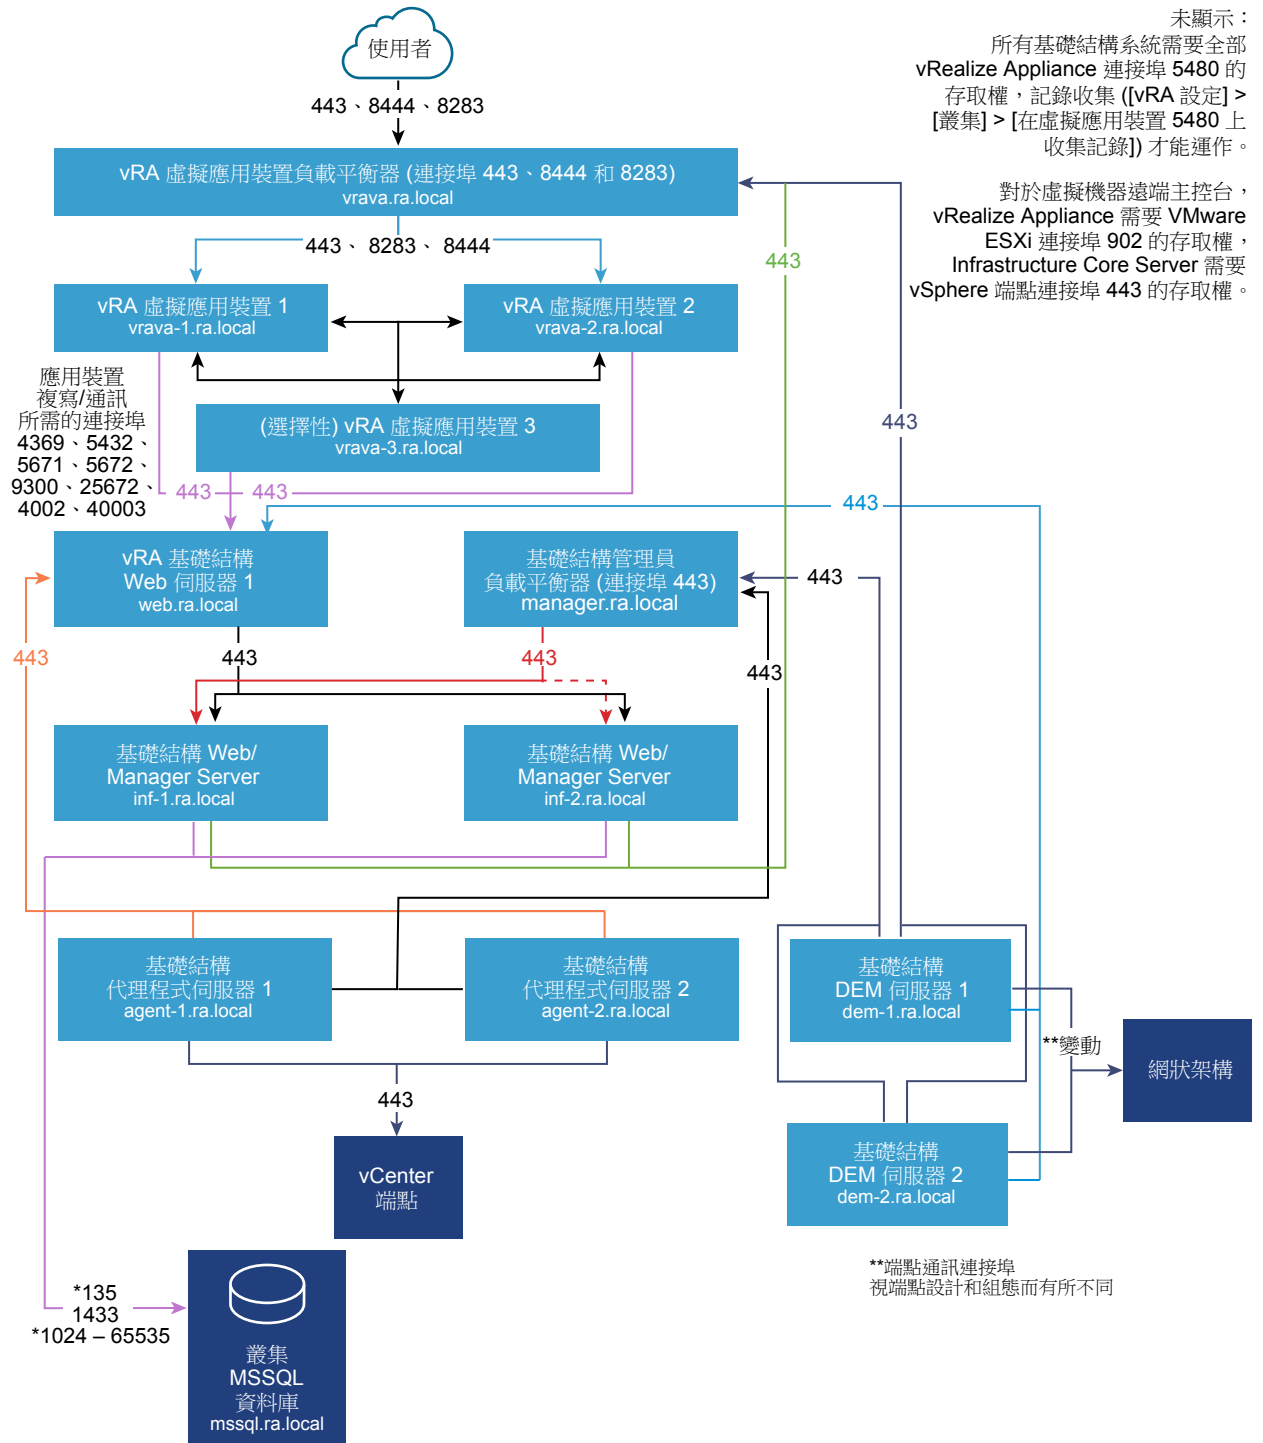 使用者
443、8444、8283
未顯示：
所有基礎結構系統需要全部
vRealize Appliance 連接埠 5480 的
存取權，記錄收集 ([vRA 設定] >
[叢集] > [在虛擬應用裝置 5480 上
收集記錄]) 才能運作。
對於虛擬機器遠端主控台，
vRealize Appliance 需要 VMware
ESXi 連接埠 902 的存取權，
Infrastructure Core Server 需要
vSphere 端點連接埠 443 的存取權。
vRA 虛擬應用裝置負載平衡器 (連接埠 443、8444 和 8283)
vrava.ra.local
443、 8283、 8444
443
vRA 虛擬應用裝置 1
vrava-1.ra.local
vRA 虛擬應用裝置 2
vrava-2.ra.local
應用裝置
複寫/通訊
所需的連接埠
4369、5432、
5671、5672、
9300、25672、
4002、40003
(選擇性) vRA 虛擬應用裝置 3
vrava-3.ra.local
443
443
443
443
vRA 基礎結構
Web 伺服器 1
web.ra.local
基礎結構管理員
負載平衡器 (連接埠 443)
manager.ra.local
443
443
443
443
443
基礎結構 Web/
Manager Server
inf-1.ra.local
基礎結構 Web/
Manager Server
inf-2.ra.local
基礎結構
代理程式伺服器 1
agent-1.ra.local
基礎結構
代理程式伺服器 2
agent-2.ra.local
基礎結構
DEM 伺服器 1
dem-1.ra.local
**變動
網狀架構
443
vCenter
端點
基礎結構
DEM 伺服器 2
dem-2.ra.local
**端點通訊連接埠
視端點設計和組態而有所不同
*135
1433
*1024 – 65535
叢集
MSSQL
資料庫
mssql.ra.local